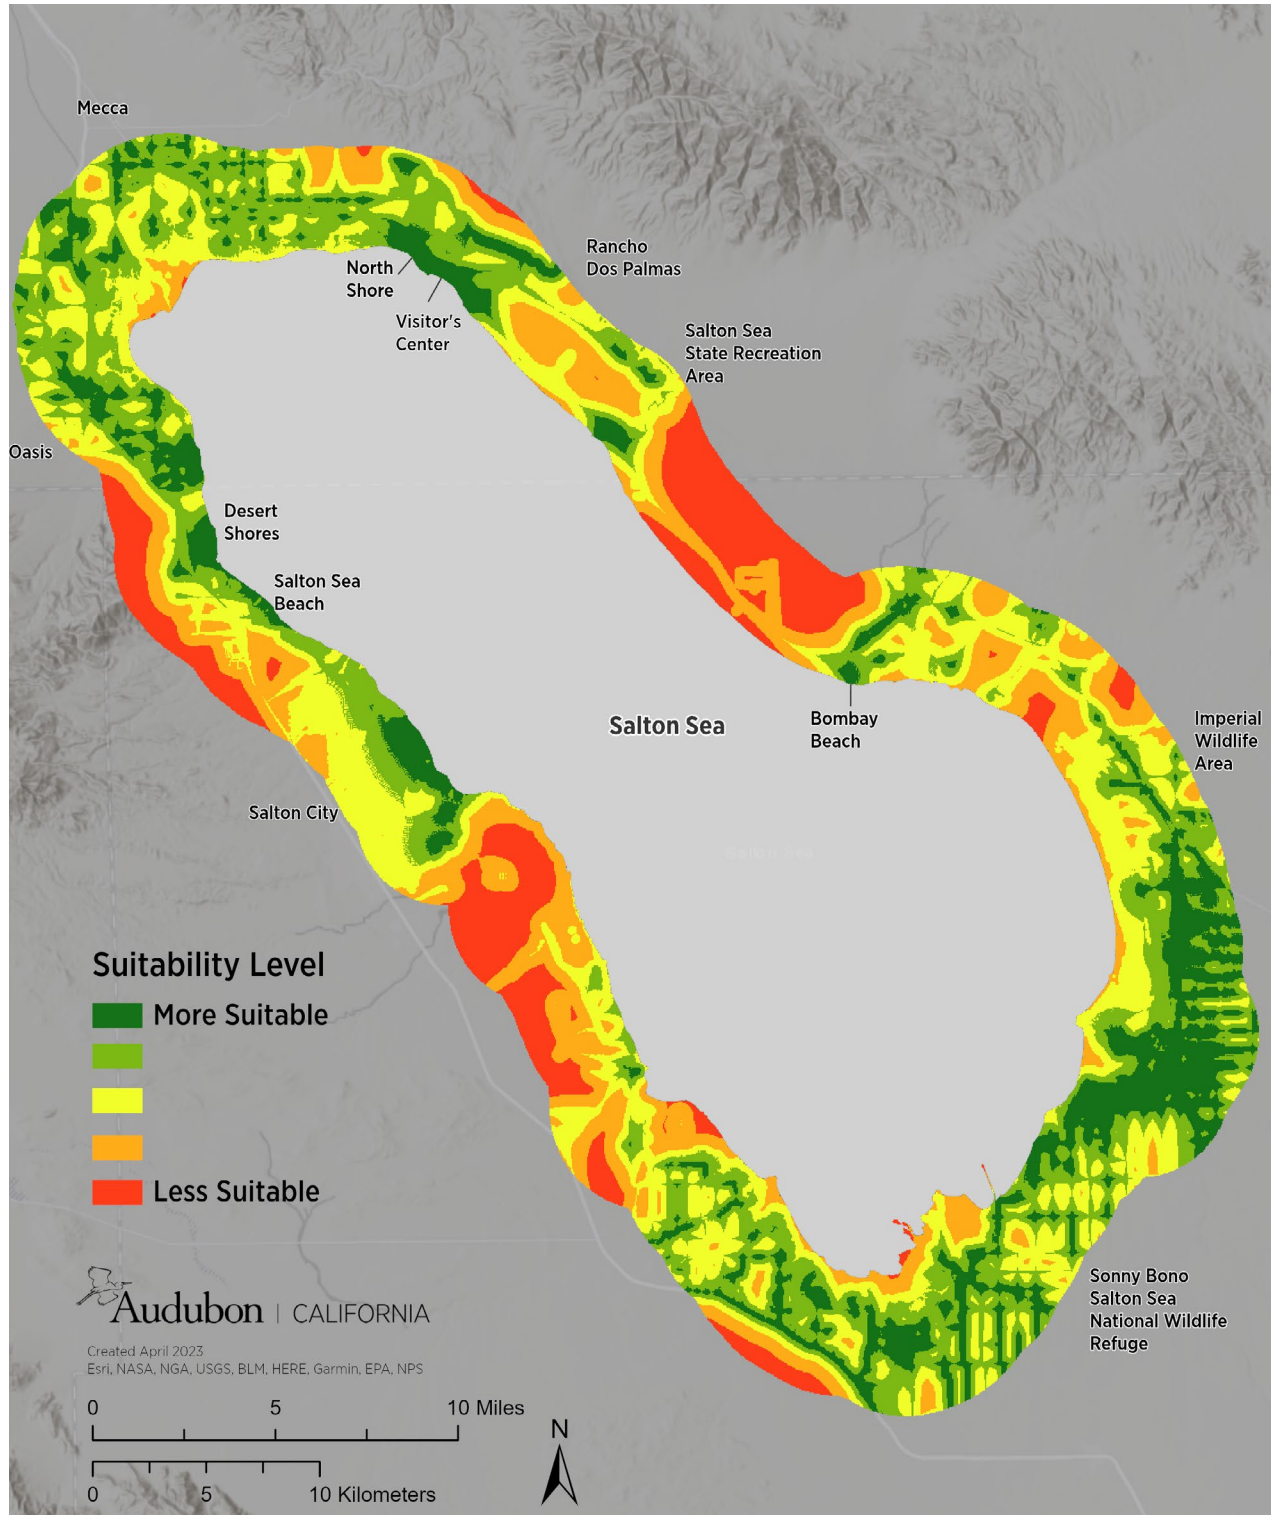 Mecca
North
Shore
Visitor's
Center
Rancho
Dos Palmas
Salton Sea
State Recreation
Area
Oasis
Desert
Shores
Salton Sea
Beach
Salton Sea
Bombay
Beach
Imperial
Wildlife
Area
Salton City
Salton Sea
Suitability Level
More Suitable
Less Suitable
Sonny Bono
Salton Sea
National Wildlife
Refuge
Audubon | CALIFORNIA
Created April 2023
Esri, NASA, NGA, USGS, BLM, HERE, Garmin, EPA, NPS
0 5 10 Miles
N
0 5 10 Kilometers